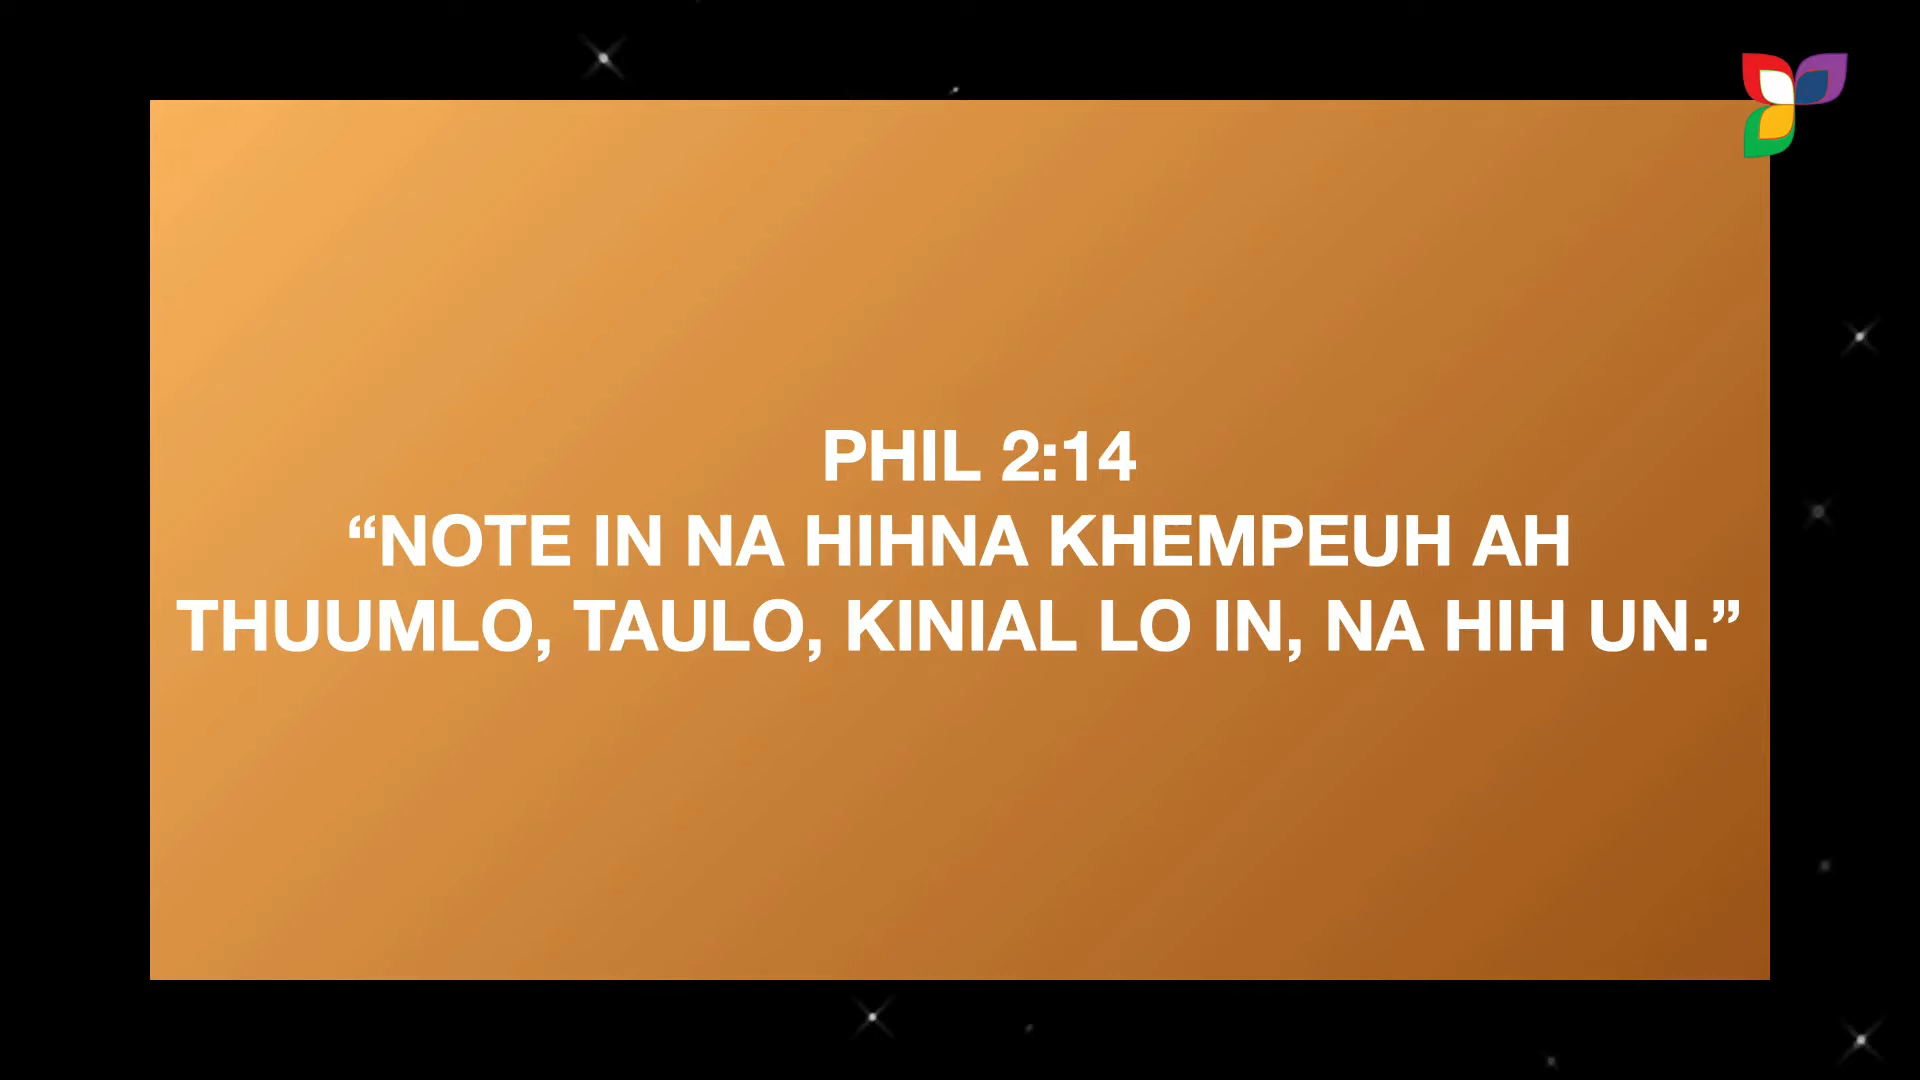 PHIL 2:14
“NOTE IN NA HIHNA KHEMPEUH AH
THUUMLO, TAULO, KINIAL LO IN, NA HIH UN.”